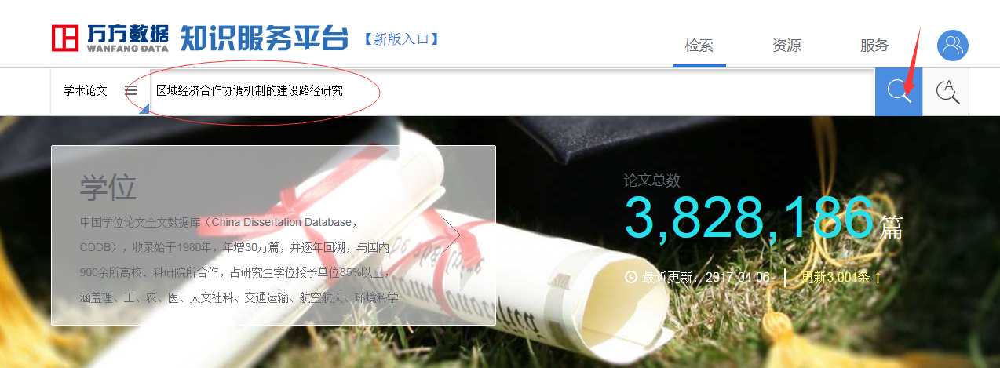 万方数据
WANFANG DATA
知识服务平台
【新版入口】
检索
资源
服务
学术论文
区域经济合作协调机制的建设路径研究
A
学位
中国学位论文全文数据库（China Dissertation Database，
CDDB），收录始于1980年，年增30万篇，并逐年回溯，与国内
900余所高校、科研院所合作，占研究生学位授予单位85%以上，
涵盖理、工、农、医、人文社科、交通运输、航空航天、环境科学
论文总数
3,828,186 篇
最近更新：2017-04-06
更新3,001条 ↑